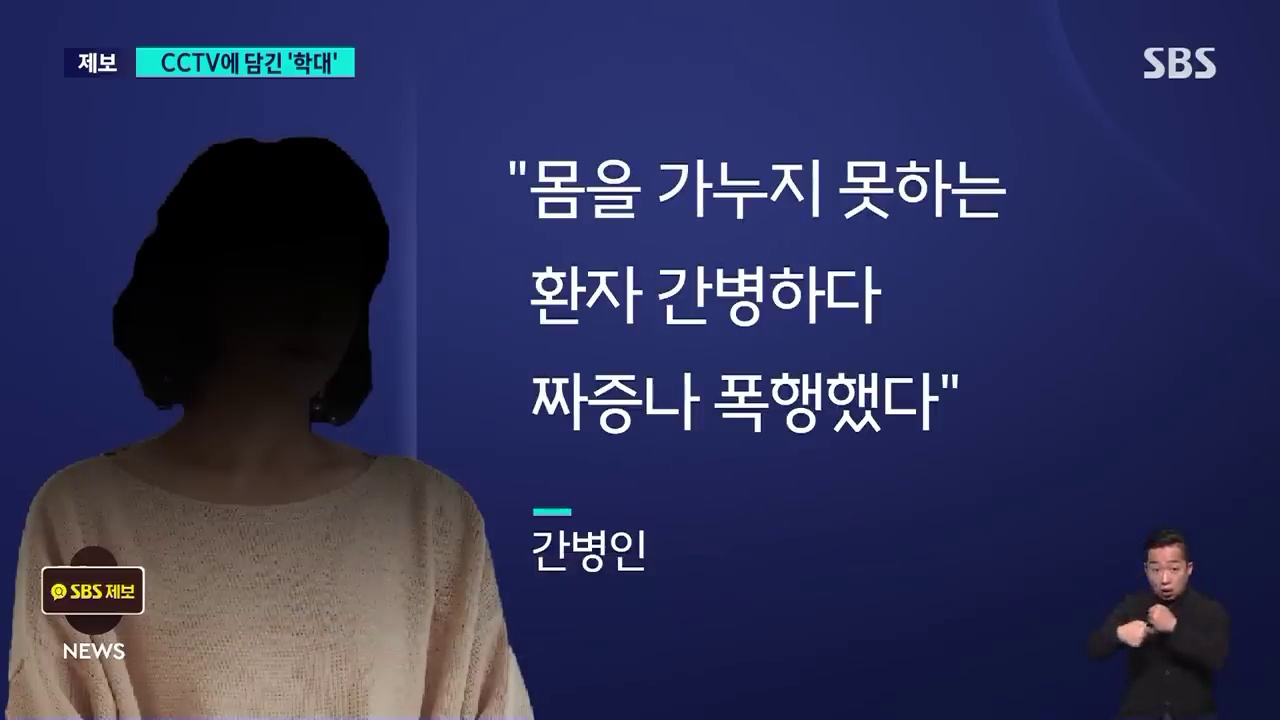 제보 CCTV에 담긴 '학대'
SBS
"몸을 가누지 못하는
환자 간병하다
짜증나 폭행했다"
간병인
SBS 제보
NEWS